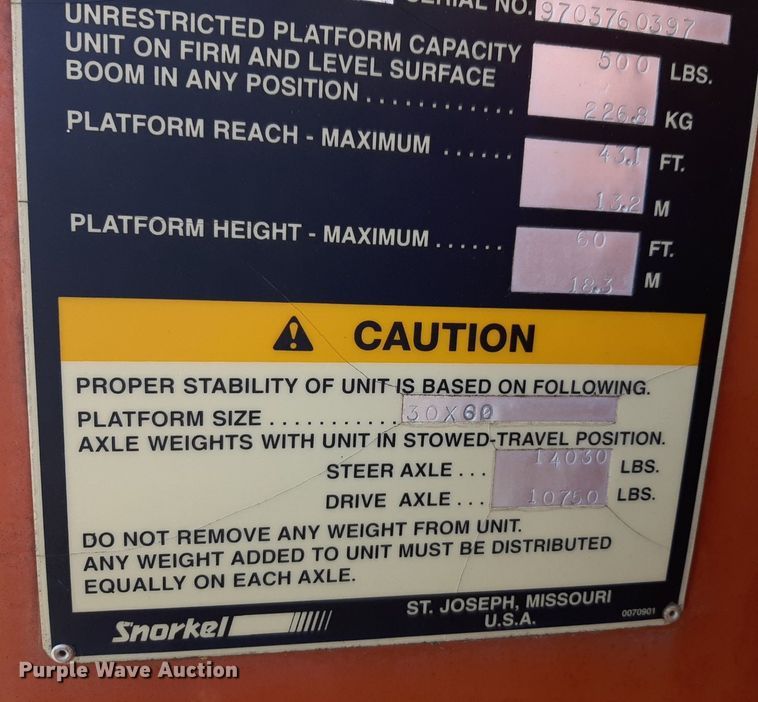 SERIAL NO. 9703760397
UNRESTRICTED PLATFORM CAPACITY
UNIT ON FIRM AND LEVEL SURFACE
BOOM IN ANY POSITION............ 500 LBS.
226.8 KG
PLATFORM REACH - MAXIMUM ...... 43.1 FT.
13.2 M
PLATFORM HEIGHT - MAXIMUM ...... 60 FT.
18.3 M
CAUTION
PROPER STABILITY OF UNIT IS BASED ON FOLLOWING.
PLATFORM SIZE ........... 30X60
AXLE WEIGHTS WITH UNIT IN STOWED-TRAVEL POSITION.
STEER AXLE ... 14030 LBS.
DRIVE AXLE... 10750 LBS.
DO NOT REMOVE ANY WEIGHT FROM UNIT.
ANY WEIGHT ADDED TO UNIT MUST BE DISTRIBUTED
EQUALLY ON EACH AXLE.
Snorkel
ST. JOSEPH, MISSOURI
U.S.A.
0070901
Purple Wave Auction